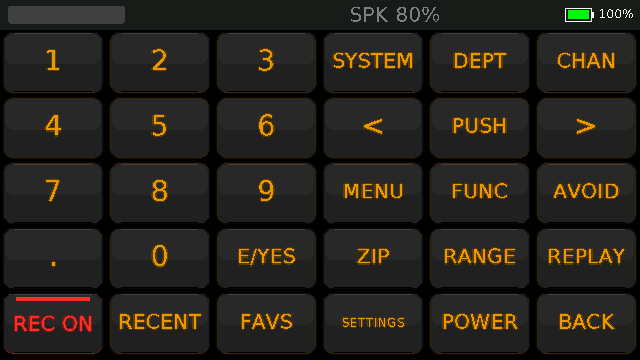 SPK 80% 100%
1 2 3 SYSTEM DEPT CHAN
4 5 6 < PUSH >
7 8 9 MENU FUNC AVOID
. 0 E/YES ZIP RANGE REPLAY
REC ON RECENT FAVS SETTINGS POWER BACK